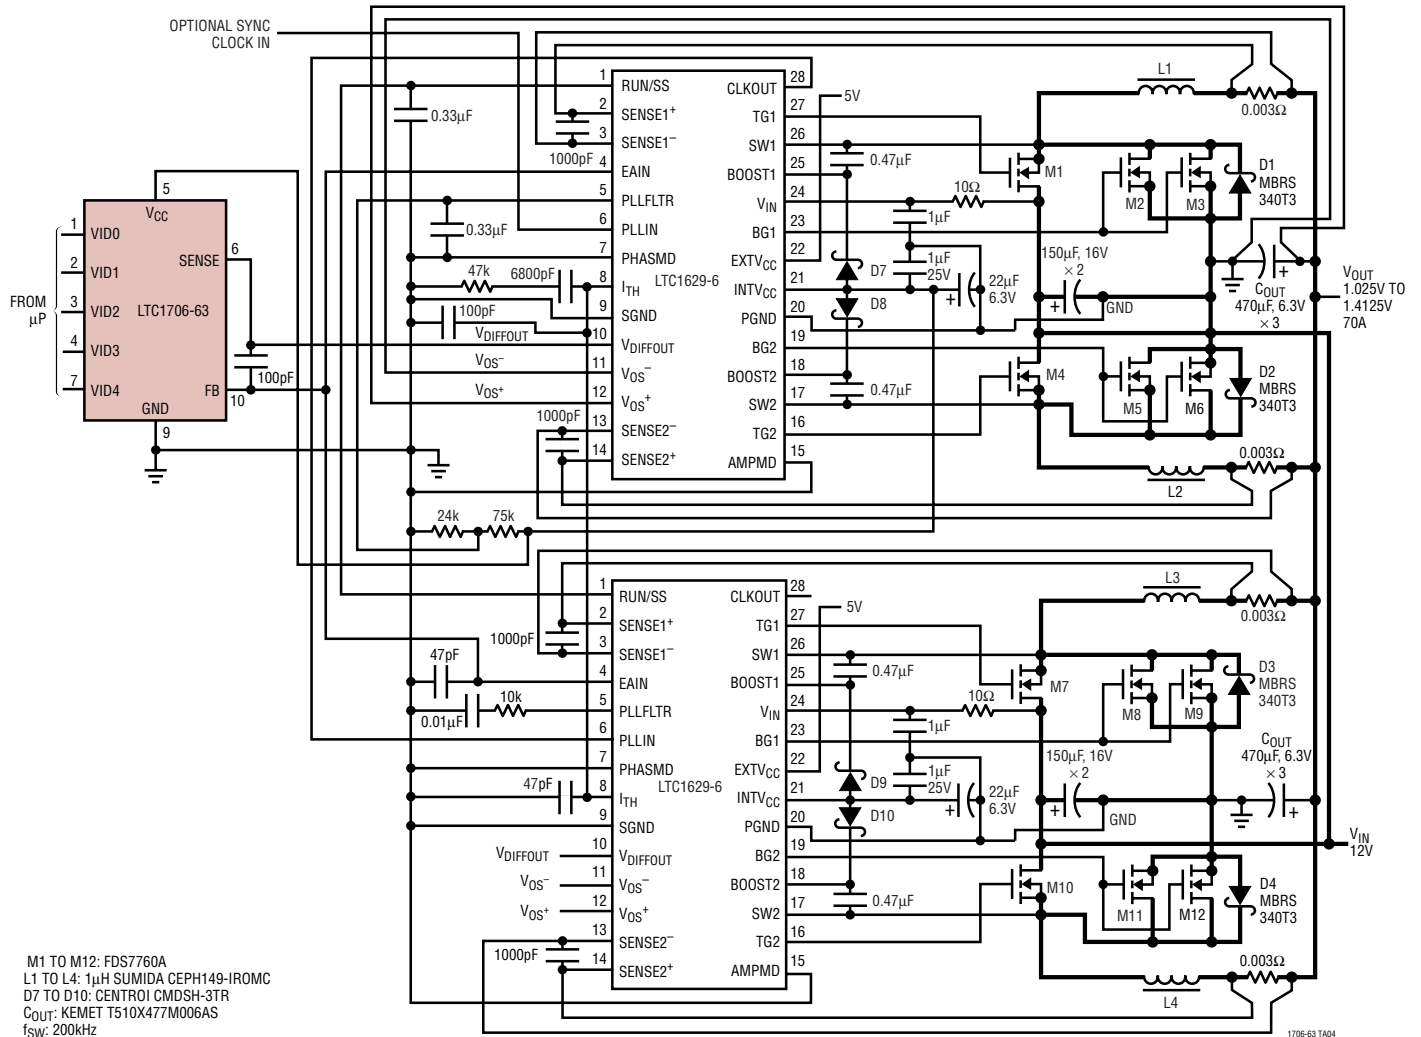 OPTIONAL SYNC
CLOCK IN
FROM
µP
1 VID0
2 VID1
3 VID2
4 VID3
7 VID4
5
VCC
LTC1706-63
SENSE 6
FB 10
GND
9
100pF
0.33µF
0.33µF
47k
6800pF
100pF
VDIFFOUT
VOS−
VOS+
1000pF
1000pF
24k
75k
1 RUN/SS
2 SENSE1+
3 SENSE1−
4 EAIN
5 PLLFLTR
6 PLLIN
7 PHASMD
8 ITH
9 SGND
10 VDIFFOUT
11 VOS−
12 VOS+
13 SENSE2−
14 SENSE2+
LTC1629-6
CLKOUT 28
TG1 27
SW1 26
BOOST1 25
VIN 24
BG1 23
EXTVCC 22
INTVCC 21
PGND 20
BG2 19
BOOST2 18
SW2 17
TG2 16
AMPMD 15
5V
0.47µF
10Ω
1µF
1µF
25V
D7
D8
22µF
6.3V
0.47µF
M1
M2
M3
L1
0.003Ω
D1
MBRS
340T3
150µF, 16V
× 2
GND
COUT
470µF, 6.3V
× 3
VOUT
1.025V TO
1.4125V
70A
M4
M5
M6
D2
MBRS
340T3
L2
0.003Ω
1000pF
47pF
0.01µF
10k
47pF
VDIFFOUT
VOS−
VOS+
1000pF
1 RUN/SS
2 SENSE1+
3 SENSE1−
4 EAIN
5 PLLFLTR
6 PLLIN
7 PHASMD
8 ITH
9 SGND
10 VDIFFOUT
11 VOS−
12 VOS+
13 SENSE2−
14 SENSE2+
LTC1629-6
CLKOUT 28
TG1 27
SW1 26
BOOST1 25
VIN 24
BG1 23
EXTVCC 22
INTVCC 21
PGND 20
BG2 19
BOOST2 18
SW2 17
TG2 16
AMPMD 15
5V
0.47µF
10Ω
1µF
1µF
25V
D9
D10
22µF
6.3V
0.47µF
M7
M8
M9
L3
0.003Ω
D3
MBRS
340T3
150µF, 16V
× 2
GND
COUT
470µF, 6.3V
× 3
VIN
12V
M10
M11
M12
D4
MBRS
340T3
L4
0.003Ω
M1 TO M12: FDS7760A
L1 TO L4: 1µH SUMIDA CEPH149-IROMC
D7 TO D10: CENTROI CMDSH-3TR
COUT: KEMET T510X477M006AS
fSW: 200kHz
1706-63 TA04